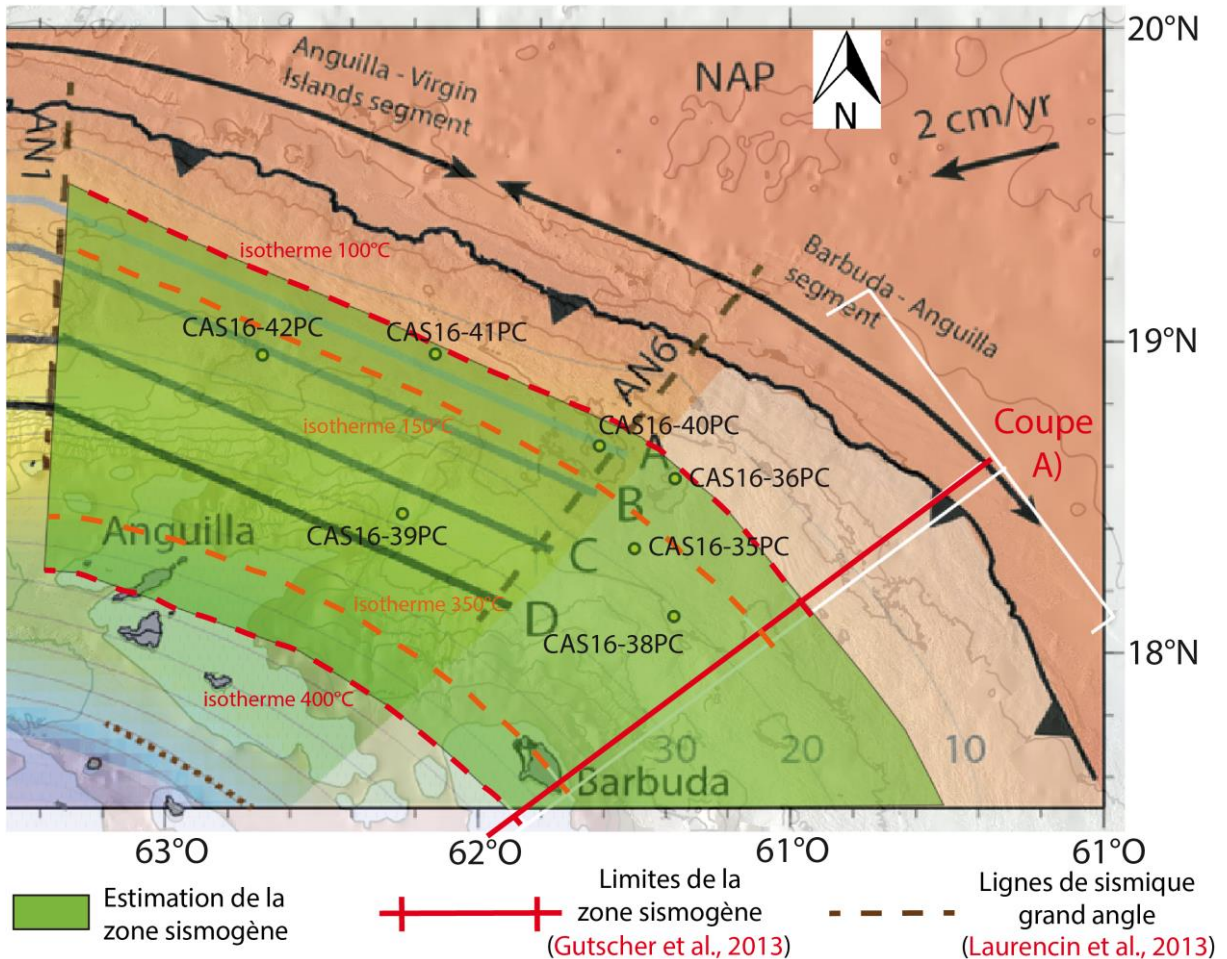 20°N
Anguilla - Virgin
Islands segment
NAP
N
2 cm/yr
AN1
isotherme 100°C
Barbuda - Anguilla
segment
CAS16-42PC
CAS16-41PC
19°N
AN6
isotherme 150°C
CAS16-40PC
Coupe
A)
A
CAS16-36PC
B
Anguilla
CAS16-39PC
CAS16-35PC
C
isotherme 350°C
D
CAS16-38PC
18°N
isotherme 400°C
30
20
10
Barbuda
63°O
62°O
61°O
61°O
Estimation de la
zone sismogène
Limites de la
zone sismogène
(Gutscher et al., 2013)
Lignes de sismique
grand angle
(Laurencin et al., 2013)